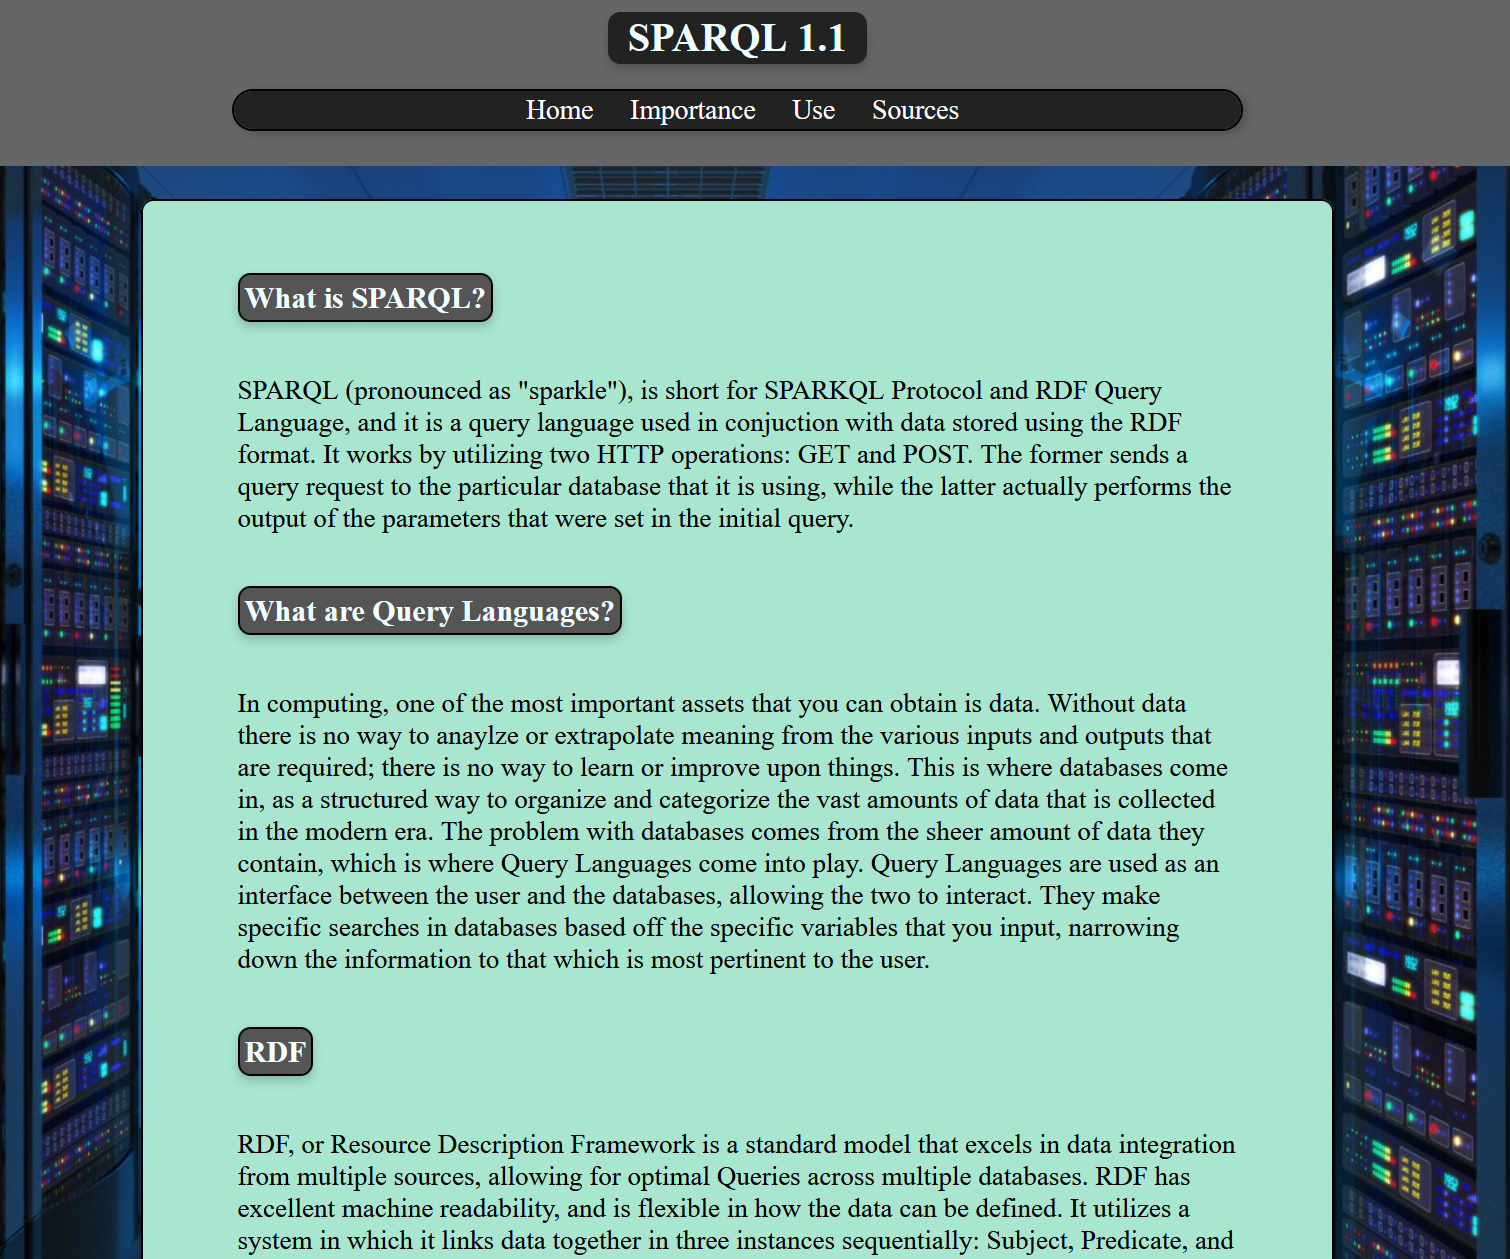 SPARQL 1.1
Home Importance Use Sources
What is SPARQL?
SPARQL (pronounced as "sparkle"), is short for SPARKQL Protocol and RDF Query
Language, and it is a query language used in conjuction with data stored using the RDF
format. It works by utilizing two HTTP operations: GET and POST. The former sends a
query request to the particular database that it is using, while the latter actually performs the
output of the parameters that were set in the initial query.
What are Query Languages?
In computing, one of the most important assets that you can obtain is data. Without data
there is no way to anaylze or extrapolate meaning from the various inputs and outputs that
are required; there is no way to learn or improve upon things. This is where databases come
in, as a structured way to organize and categorize the vast amounts of data that is collected
in the modern era. The problem with databases comes from the sheer amount of data they
contain, which is where Query Languages come into play. Query Languages are used as an
interface between the user and the databases, allowing the two to interact. They make
specific searches in databases based off the specific variables that you input, narrowing
down the information to that which is most pertinent to the user.
RDF
RDF, or Resource Description Framework is a standard model that excels in data integration
from multiple sources, allowing for optimal Queries across multiple databases. RDF has
excellent machine readability, and is flexible in how the data can be defined. It utilizes a
system in which it links data together in three instances sequentially: Subject, Predicate, and